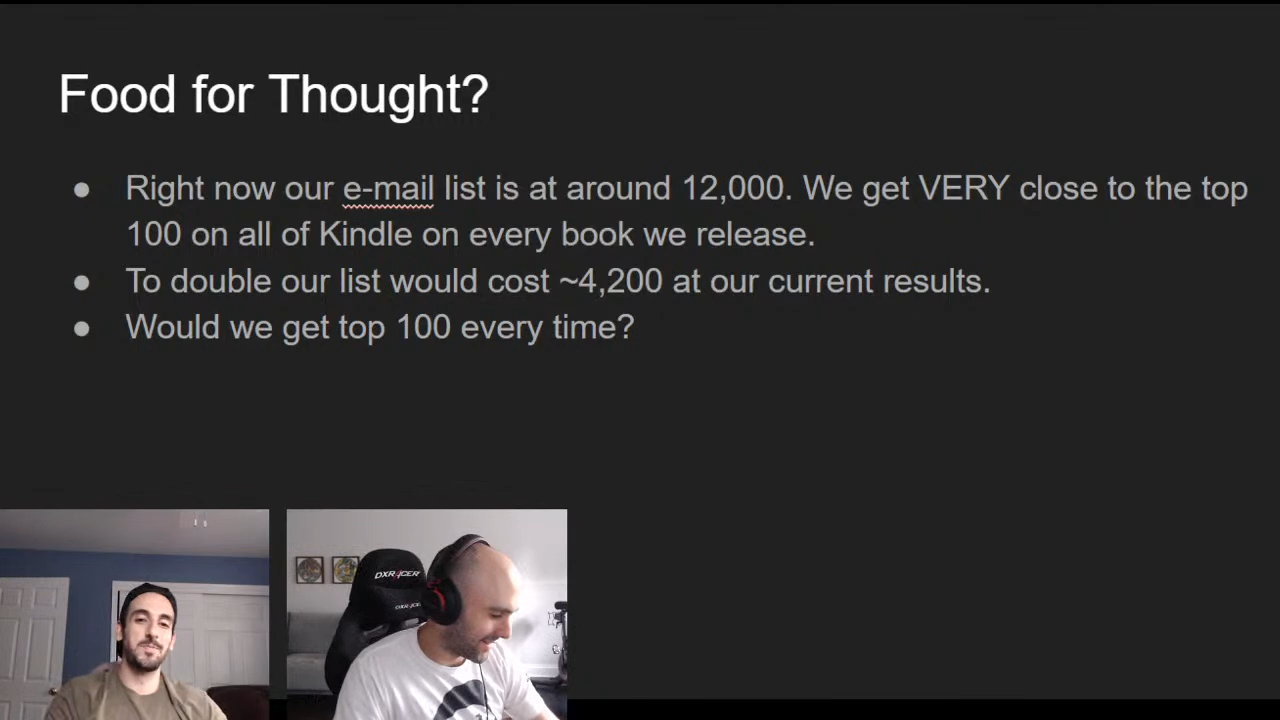 Food for Thought?
● Right now our e-mail list is at around 12,000. We get VERY close to the top
100 on all of Kindle on every book we release.
● To double our list would cost ~4,200 at our current results.
● Would we get top 100 every time?
DXRACER